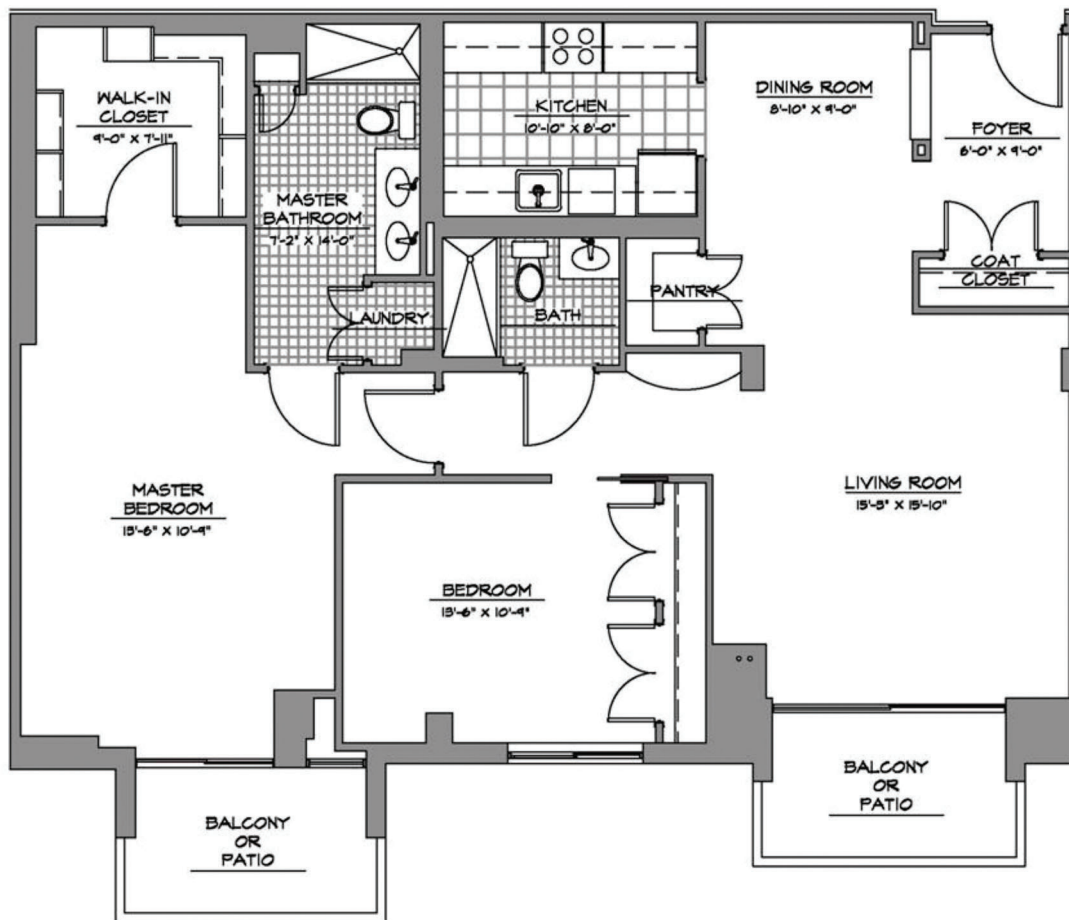 WALK-IN
CLOSET
9'-0" X 7'-11"
MASTER
BATHROOM
7'-2" X 14'-0"
KITCHEN
10'-10" X 8'-0"
DINING ROOM
8'-10" X 9'-0"
FOYER
6'-0" X 9'-0"
COAT
CLOSET
PANTRY
BATH
LAUNDRY
MASTER
BEDROOM
15'-6" X 10'-9"
BEDROOM
13'-6" X 10'-9"
LIVING ROOM
15'-5" X 15'-10"
BALCONY
OR
PATIO
BALCONY
OR
PATIO